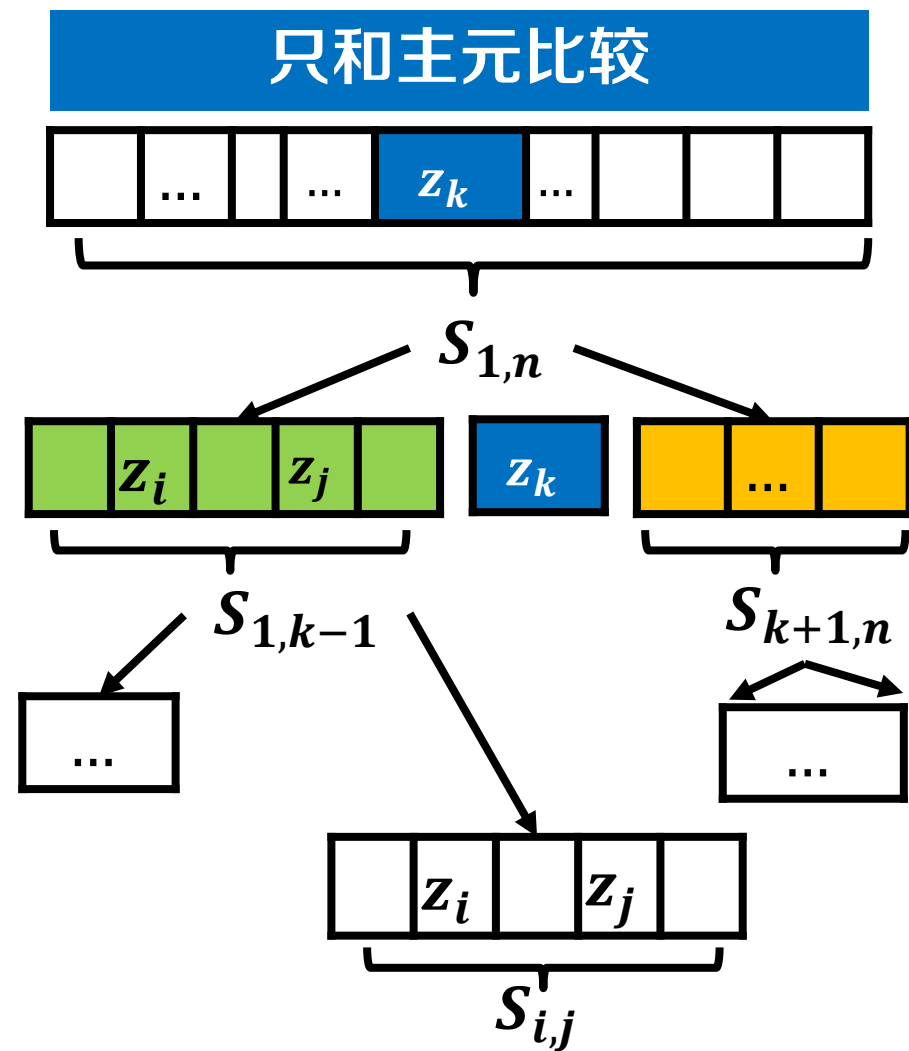 只和主元比较
... ... z_k ...
S_{1,n}
z_i z_j z_k ...
S_{1,k-1} S_{k+1,n}
... ...
z_i z_j
S_{i,j}